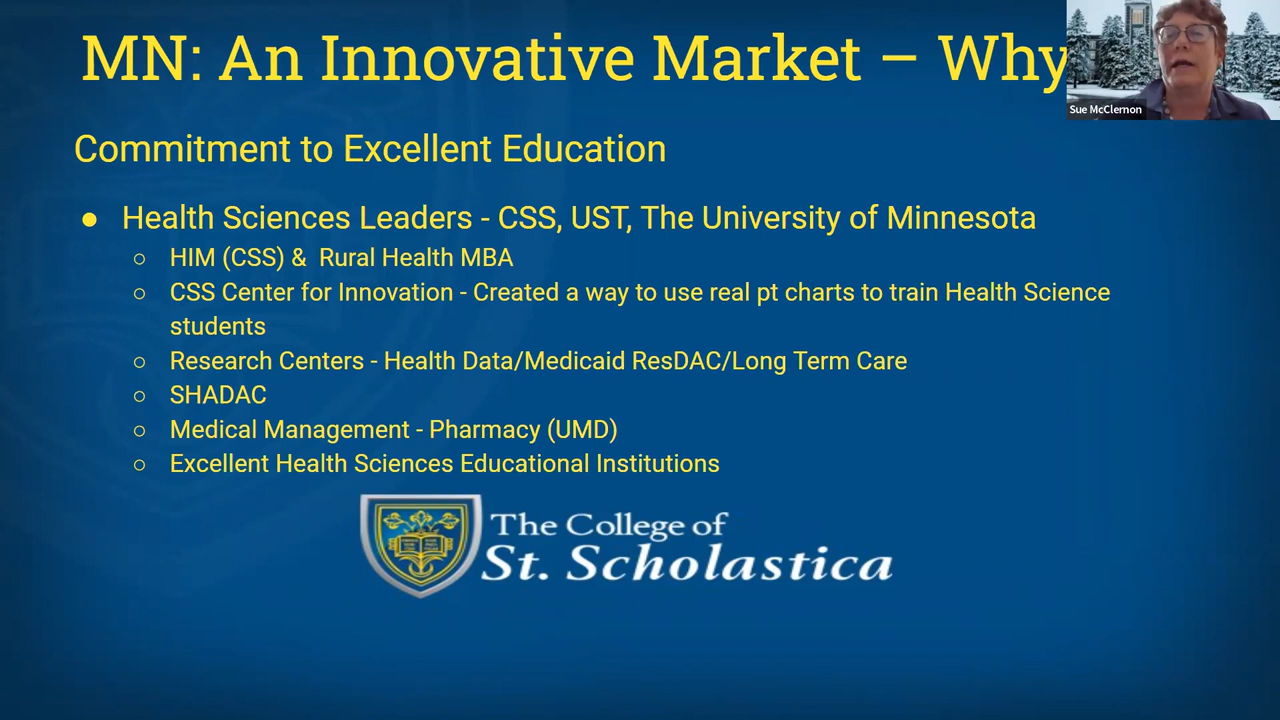 MN: An Innovative Market – Why
Sue McClernon
Commitment to Excellent Education
● Health Sciences Leaders - CSS, UST, The University of Minnesota
○ HIM (CSS) & Rural Health MBA
○ CSS Center for Innovation - Created a way to use real pt charts to train Health Science
students
○ Research Centers - Health Data/Medicaid ResDAC/Long Term Care
○ SHADAC
○ Medical Management - Pharmacy (UMD)
○ Excellent Health Sciences Educational Institutions
The College of
St. Scholastica